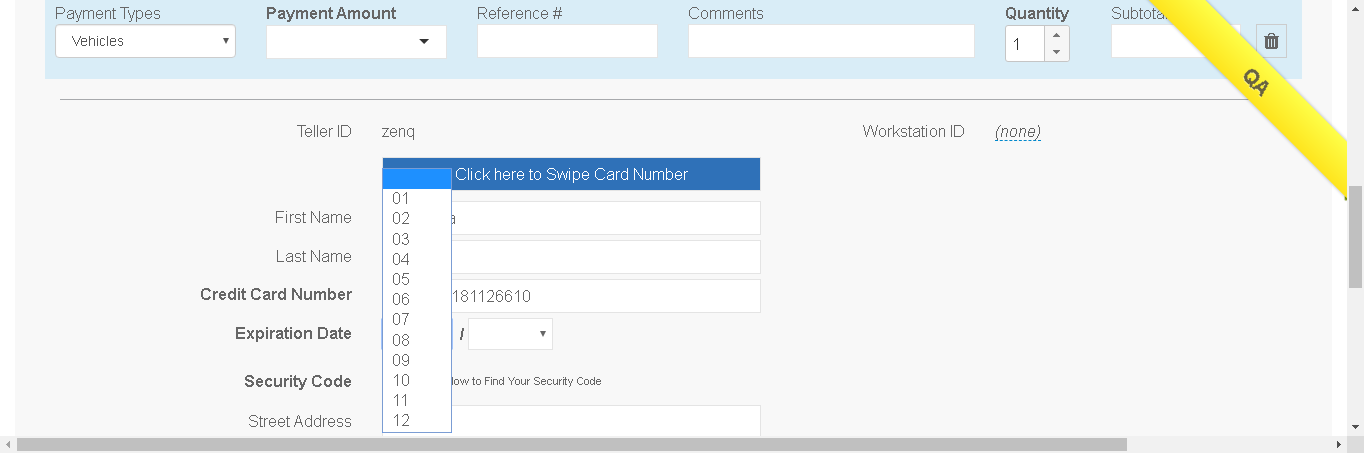 Payment Types Payment Amount Reference # Comments Quantity
Vehicles 1
QA
Teller ID zenq Workstation ID (none)
Click here to Swipe Card Number
01
First Name a
02
03
Last Name
04
05
Credit Card Number 181126610
06
07
Expiration Date /
08
09
Security Code to Find Your Security Code
10
11
Street Address
12